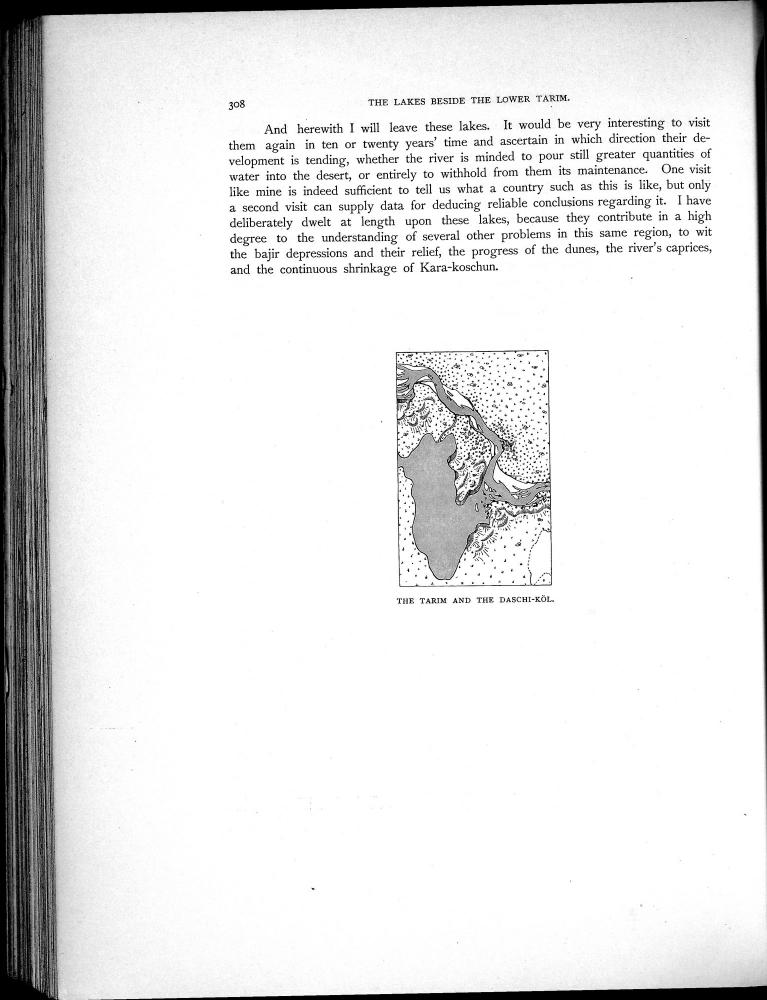 308
THE LAKES BESIDE THE LOWER TARIM.
And herewith I will leave these lakes. It would be very interesting to visit
them again in ten or twenty years' time and ascertain in which direction their de-
velopment is tending, whether the river is minded to pour still greater quantities of
water into the desert, or entirely to withhold from them its maintenance. One visit
like mine is indeed sufficient to tell us what a country such as this is like, but only
a second visit can supply data for deducing reliable conclusions regarding it. I have
deliberately dwelt at length upon these lakes, because they contribute in a high
degree to the understanding of several other problems in this same region, to wit
the bajir depressions and their relief, the progress of the dunes, the river's caprices,
and the continuous shrinkage of Kara-koschun.
THE TARIM AND THE DASCHI-KÖL.